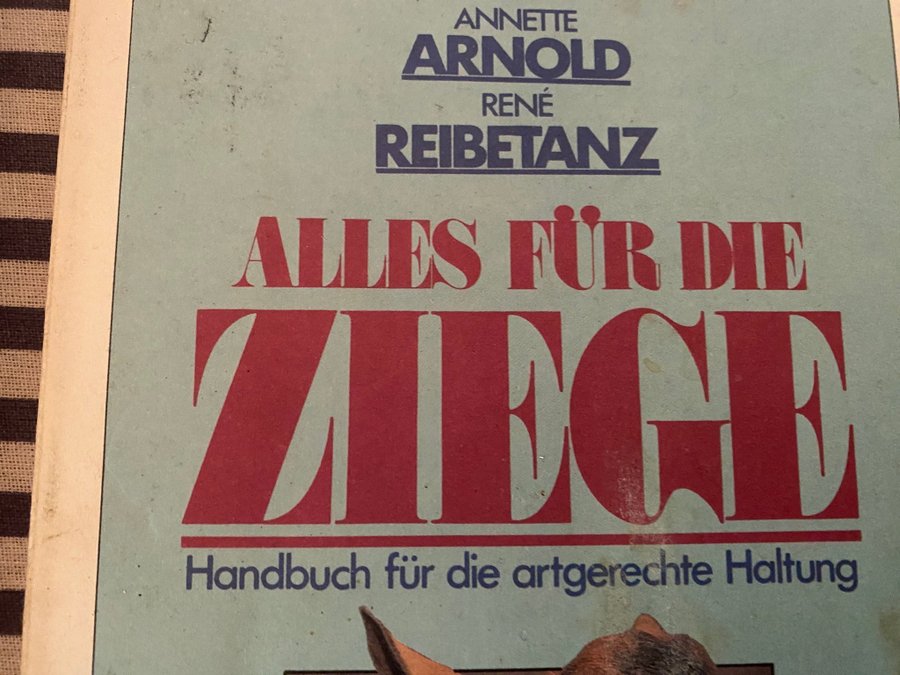 ANNETTE
ARNOLD
RENÉ
REIBETANZ
ALLES FÜR DIE
ZIEGE
Handbuch für die artgerechte Haltung